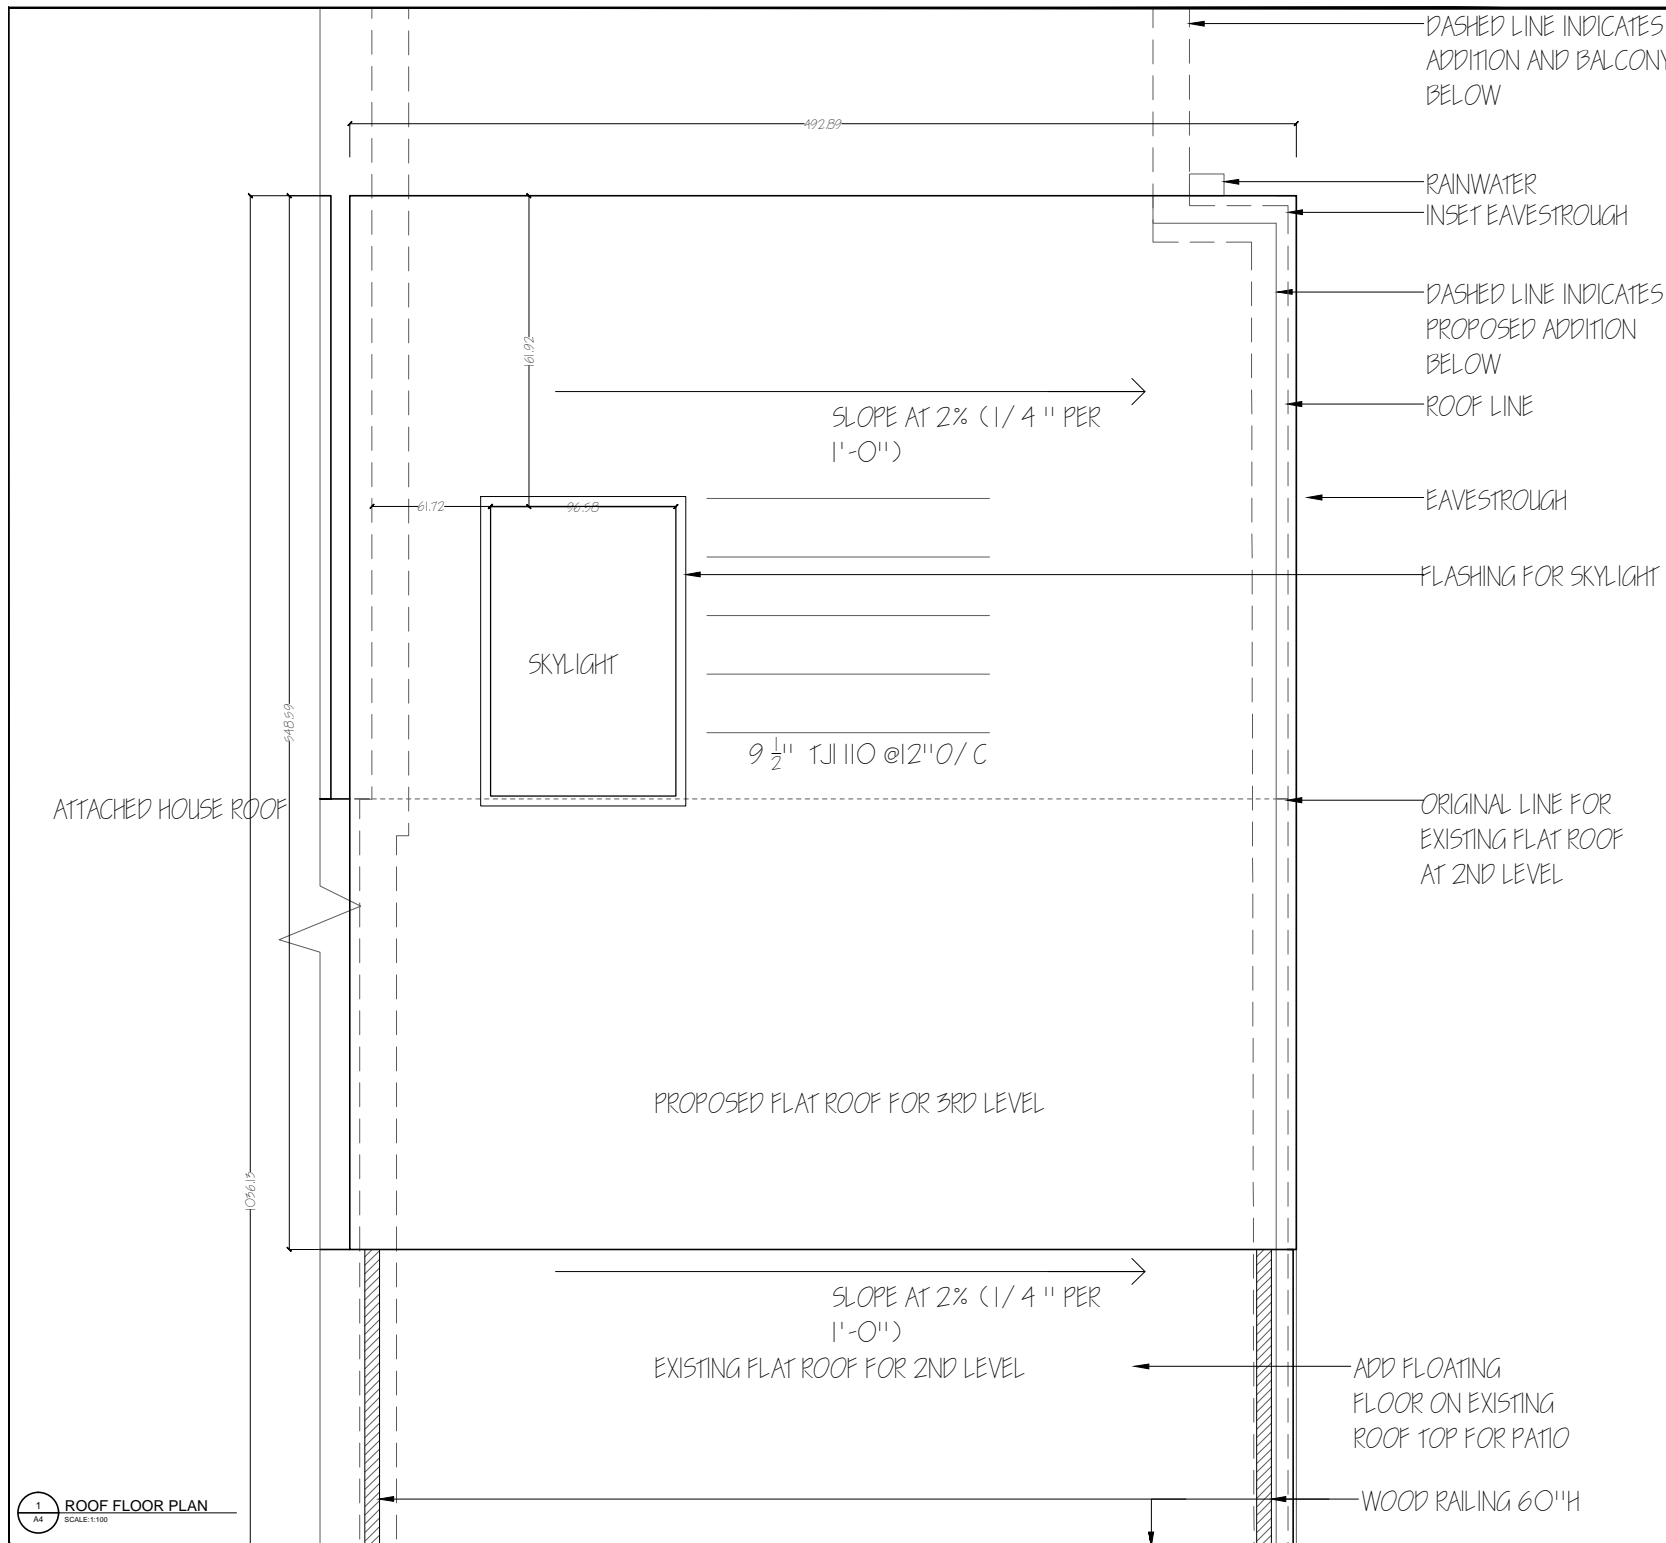 DASHED LINE INDICATES
ADDITION AND BALCONY
BELOW
492.89
RAINWATER
INSET EAVESTROUGH
DASHED LINE INDICATES
PROPOSED ADDITION
BELOW
161.92
SLOPE AT 2% (1/4" PER
1'-0")
ROOF LINE
EAVESTROUGH
61.72
96.58
FLASHING FOR SKYLIGHT
SKYLIGHT
548.59
9 1/2" TJI 110 @12"O/C
ATTACHED HOUSE ROOF
ORIGINAL LINE FOR
EXISTING FLAT ROOF
AT 2ND LEVEL
PROPOSED FLAT ROOF FOR 3RD LEVEL
1036.13
SLOPE AT 2% (1/4" PER
1'-0")
EXISTING FLAT ROOF FOR 2ND LEVEL
ADD FLOATING
FLOOR ON EXISTING
ROOF TOP FOR PATIO
WOOD RAILING 60"H
1
A4
ROOF FLOOR PLAN
SCALE:1:100